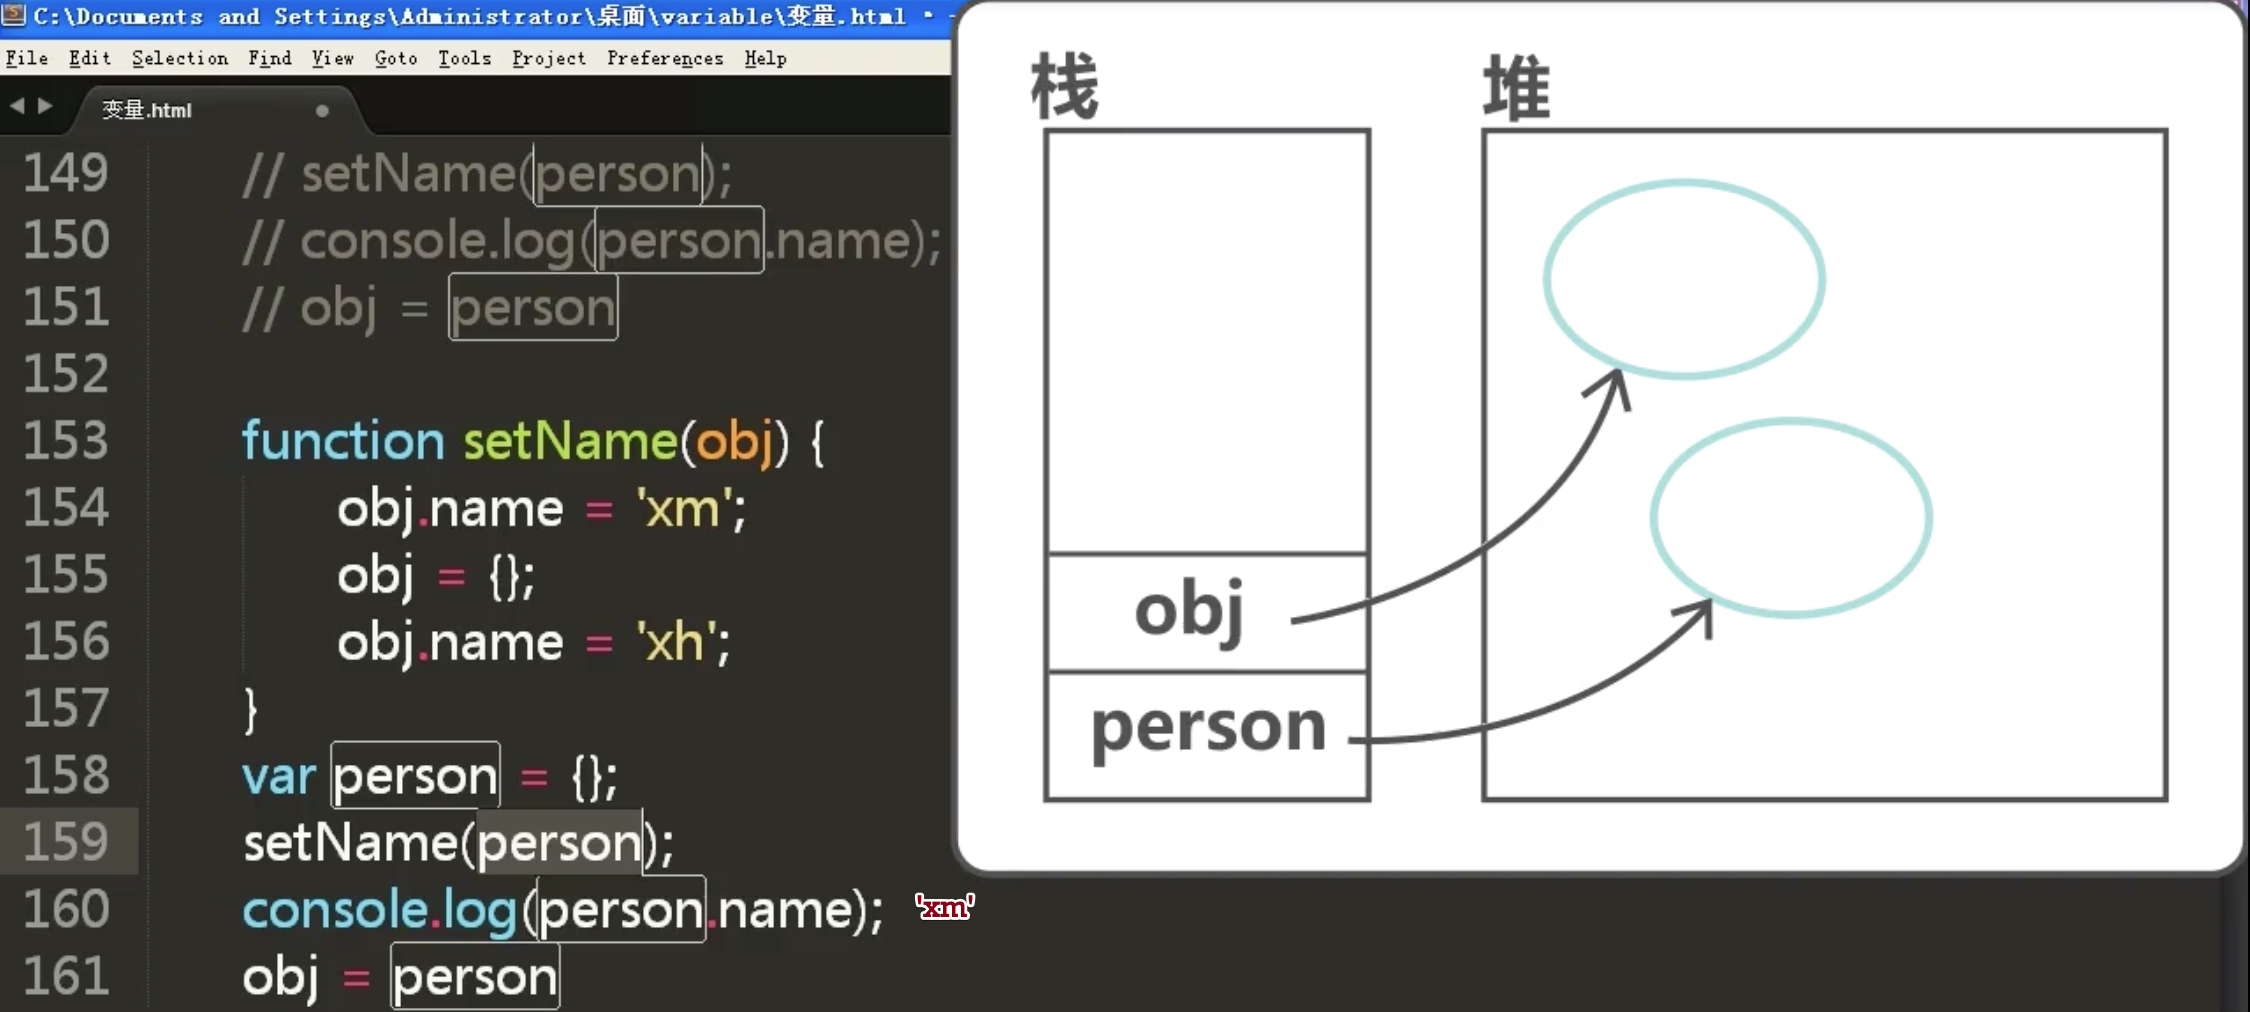 C:\Documents and Settings\Administrator\桌面\variable\变量.html •
File Edit Selection Find View Goto Tools Project Preferences Help
变量.html
149 // setName(person);
150 // console.log(person.name);
151 // obj = person
152
153 function setName(obj) {
154 obj.name = 'xm';
155 obj = {};
156 obj.name = 'xh';
157 }
158 var person = {};
159 setName(person);
160 console.log(person.name); 'xm'
161 obj = person
栈
堆
obj
person